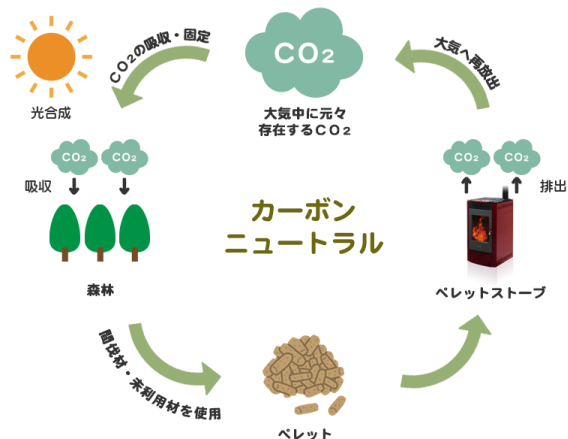 CO₂
大気中に元々
存在するCO₂
CO₂の吸収・固定
光合成
CO₂
CO₂
吸収
森林
間伐材・未利用材を使用
ペレット
ペレットストーブ
排出
CO₂
CO₂
大気へ再放出
カーボン
ニュートラル